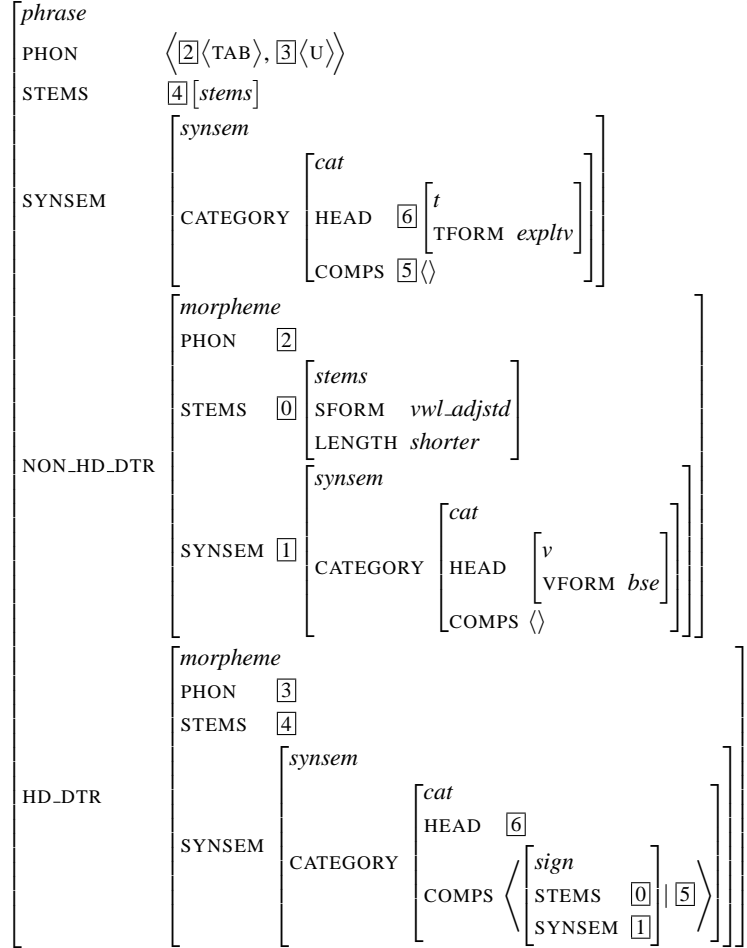 phrase
PHON ⟨2⟨TAB⟩, 3⟨U⟩⟩
STEMS 4[stems]
synsem
cat
SYNSEM CATEGORY HEAD 6 t
TFORM expltv
COMPS 5⟨⟩
morpheme
PHON 2
stems
STEMS 0 SFORM vwl_adjstd
LENGTH shorter
NON_HD_DTR
synsem
cat
SYNSEM 1 CATEGORY HEAD v
VFORM bse
COMPS ⟨⟩
morpheme
PHON 3
STEMS 4
synsem
HD_DTR
cat
HEAD 6
SYNSEM CATEGORY
sign
COMPS ⟨ STEMS 0 | 5 ⟩
SYNSEM 1